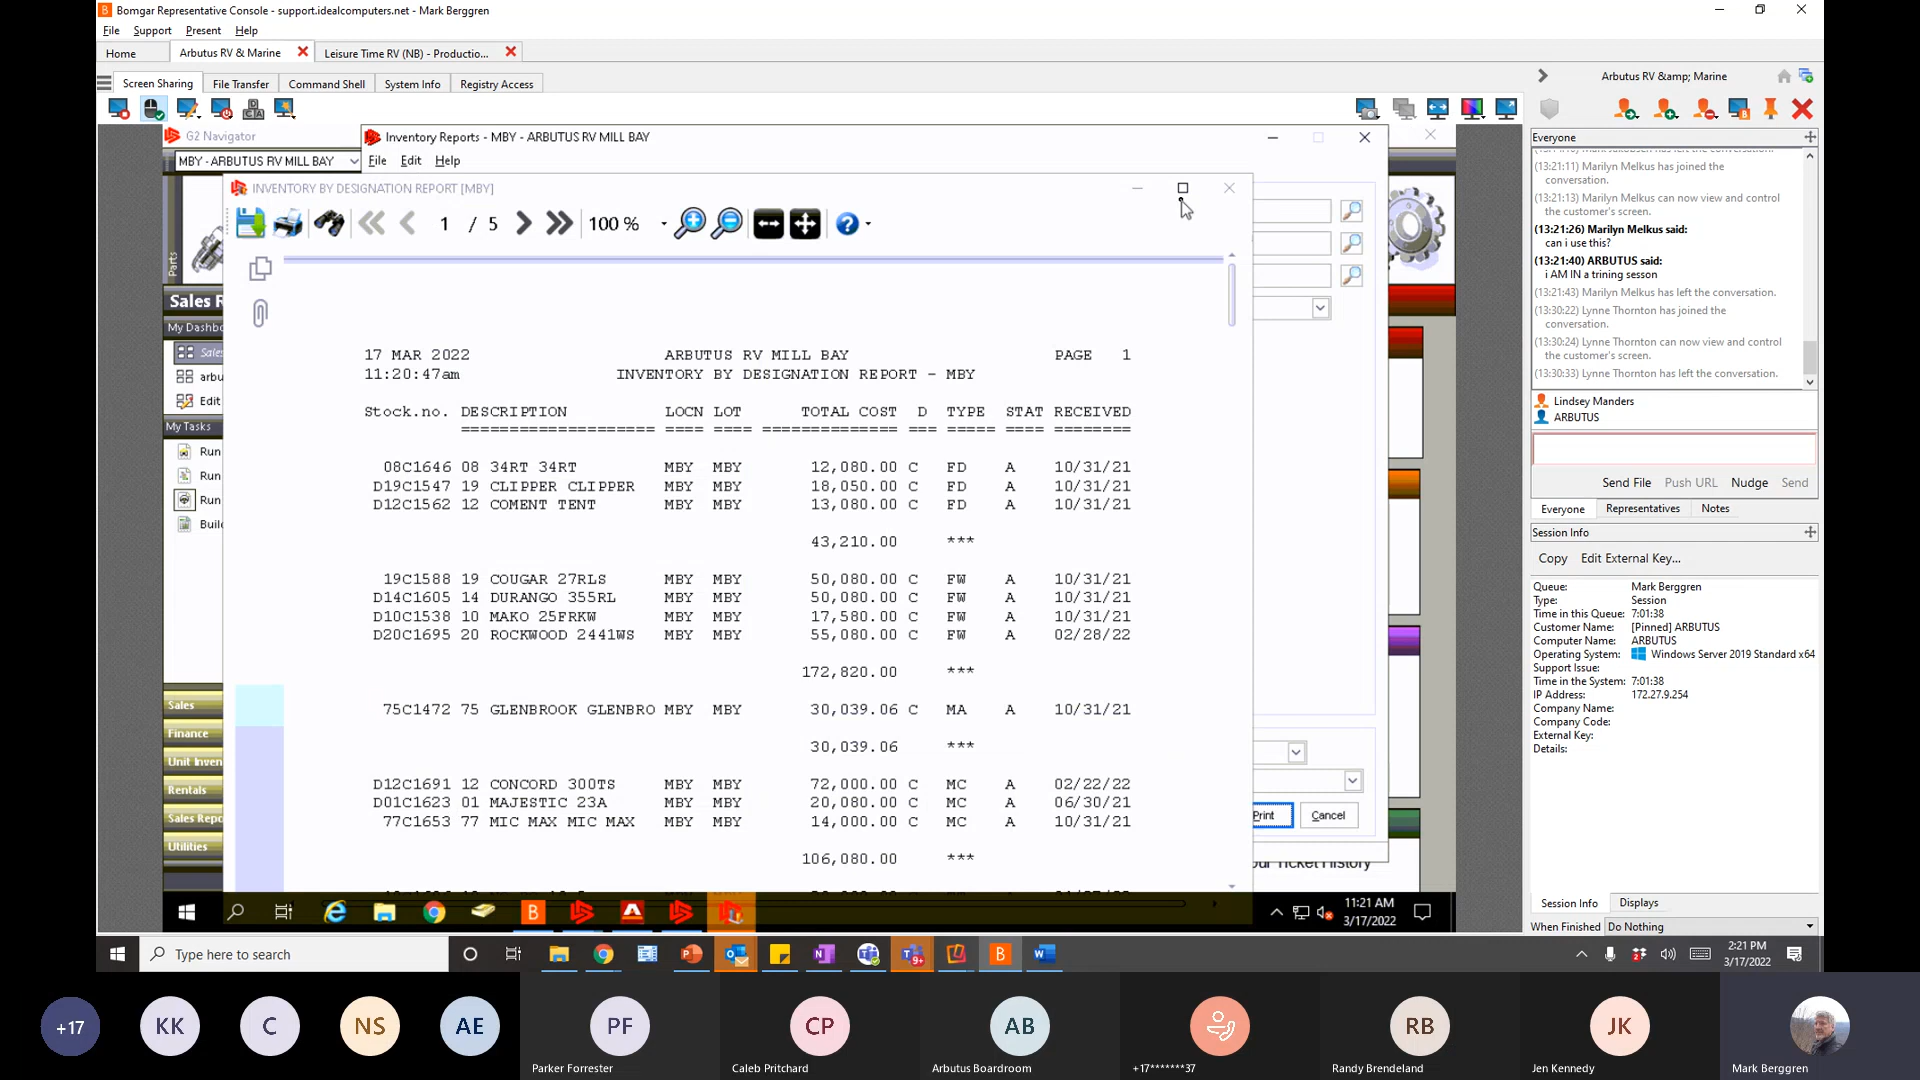 Bomgar Representative Console - support.idealcomputers.net - Mark Berggren
File Support Present Help
Home Arbutus RV & Marine Leisure Time RV (NB) - Productio...
Screen Sharing File Transfer Command Shell System Info Registry Access
Arbutus RV &amp; Marine
G2 Navigator
Inventory Reports - MBY - ARBUTUS RV MILL BAY
MBY - ARBUTUS RV MILL BAY
File Edit Help
INVENTORY BY DESIGNATION REPORT [MBY]
1 / 5 100 %
Parts
Sales R
My Dashbo
Sales
arbu
Edit
My Tasks
Run
Run
Run
Build
Sales
Finance
Unit Inven
Rentals
Sales Repo
Utilities
17 MAR 2022 ARBUTUS RV MILL BAY PAGE 1
11:20:47am INVENTORY BY DESIGNATION REPORT - MBY
Stock.no. DESCRIPTION LOCN LOT TOTAL COST D TYPE STAT RECEIVED
==================== ==== ==== ============== === ===== ==== ========
08C1646 08 34RT 34RT MBY MBY 12,080.00 C FD A 10/31/21
D19C1547 19 CLIPPER CLIPPER MBY MBY 18,050.00 C FD A 10/31/21
D12C1562 12 COMENT TENT MBY MBY 13,080.00 C FD A 10/31/21
43,210.00 ***
19C1588 19 COUGAR 27RLS MBY MBY 50,080.00 C FW A 10/31/21
D14C1605 14 DURANGO 355RL MBY MBY 50,080.00 C FW A 10/31/21
D10C1538 10 MAKO 25FRKW MBY MBY 17,580.00 C FW A 10/31/21
D20C1695 20 ROCKWOOD 2441WS MBY MBY 55,080.00 C FW A 02/28/22
172,820.00 ***
75C1472 75 GLENBROOK GLENBRO MBY MBY 30,039.06 C MA A 10/31/21
30,039.06 ***
D12C1691 12 CONCORD 300TS MBY MBY 72,000.00 C MC A 02/22/22
D01C1623 01 MAJESTIC 23A MBY MBY 20,080.00 C MC A 06/30/21
77C1653 77 MIC MAX MIC MAX MBY MBY 14,000.00 C MC A 10/31/21
106,080.00 ***
Print Cancel
our Ticket History
11:21 AM
3/17/2022
Everyone
(13:21:11) Marilyn Melkus has joined the
conversation.
(13:21:13) Marilyn Melkus can now view and control
the customer's screen.
(13:21:26) Marilyn Melkus said:
can i use this?
(13:21:40) ARBUTUS said:
i AM IN a trining sesson
(13:21:43) Marilyn Melkus has left the conversation.
(13:30:22) Lynne Thornton has joined the
conversation.
(13:30:24) Lynne Thornton can now view and control
the customer's screen.
(13:30:33) Lynne Thornton has left the conversation.
Lindsey Manders
ARBUTUS
Send File Push URL Nudge Send
Everyone Representatives Notes
Session Info
Copy Edit External Key...
Queue: Mark Berggren
Type: Session
Time in this Queue: 7:01:38
Customer Name: [Pinned] ARBUTUS
Computer Name: ARBUTUS
Operating System: Windows Server 2019 Standard x64
Support Issue:
Time in the System: 7:01:38
IP Address: 172.27.9.254
Company Name:
Company Code:
External Key:
Details:
Session Info Displays
When Finished Do Nothing
Type here to search
2:21 PM
3/17/2022
+17 KK C NS AE PF CP AB RB JK
Parker Forrester Caleb Pritchard Arbutus Boardroom +17*******37 Randy Brendeland Jen Kennedy Mark Berggren